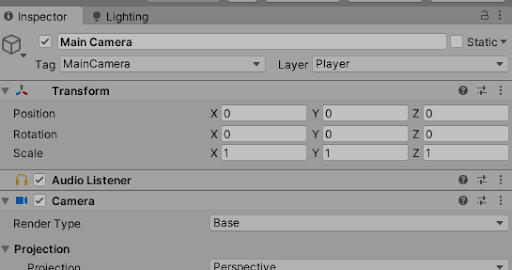 Inspector Lighting
Main Camera Static
Tag MainCamera Layer Player
Transform
Position X 0 Y 0 Z 0
Rotation X 0 Y 0 Z 0
Scale X 1 Y 1 Z 1
Audio Listener
Camera
Render Type Base
Projection
Projection Perspective